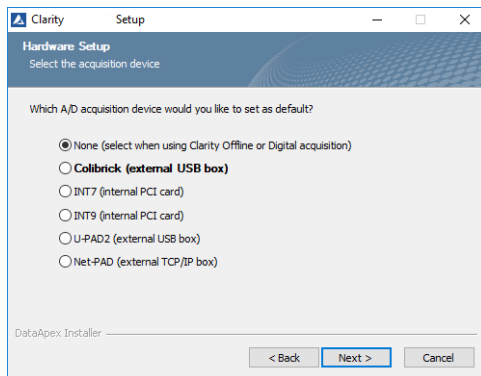 Clarity Setup
Hardware Setup
Select the acquisition device
Which A/D acquisition device would you like to set as default?
None (select when using Clarity Offline or Digital acquisition)
Colibrick (external USB box)
INT7 (internal PCI card)
INT9 (internal PCI card)
U-PAD2 (external USB box)
Net-PAD (external TCP/IP box)
DataApex Installer
< Back Next > Cancel